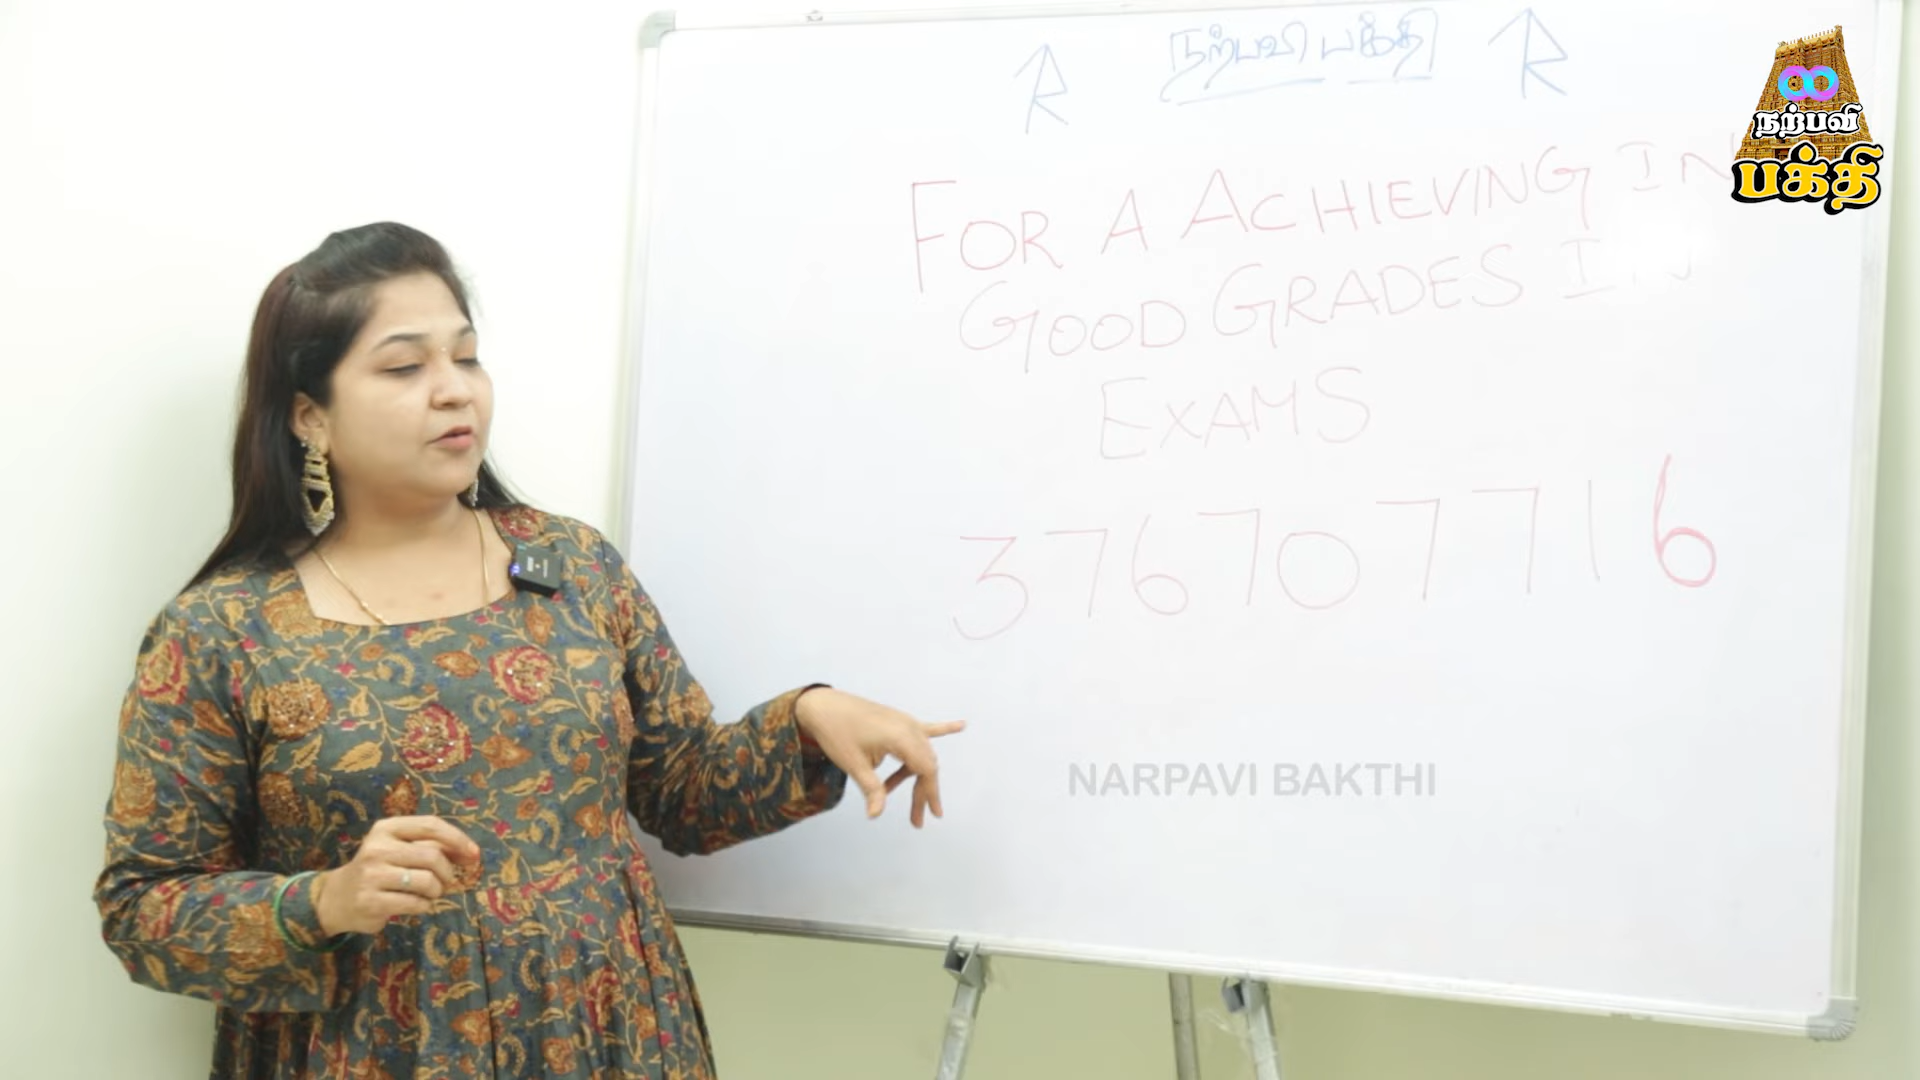 நற்பவி பக்தி
FOR A ACHIEVING IN
GOOD GRADES IN
EXAMS
376707716
NARPAVI BAKTHI
நற்பவி
பக்தி